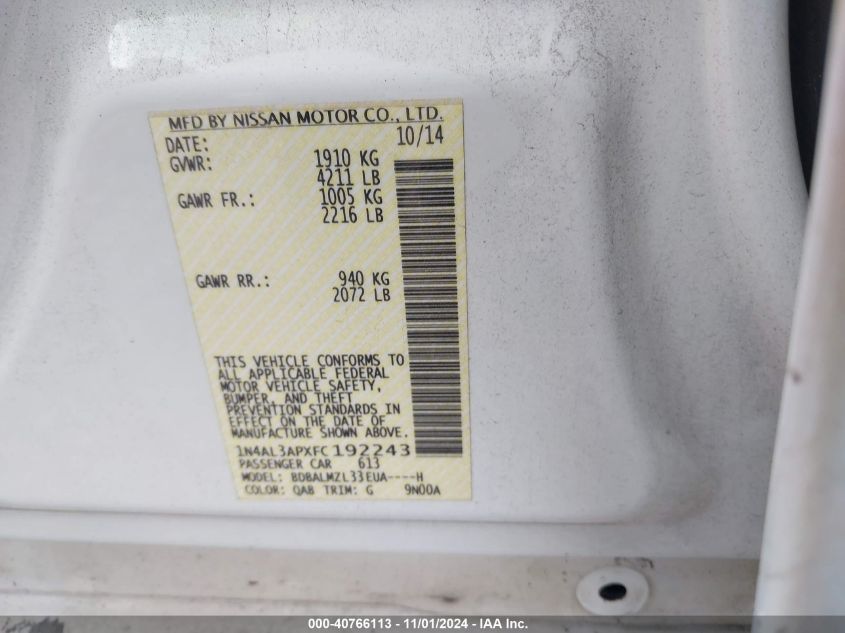 MFD BY NISSAN MOTOR CO., LTD.
DATE: 10/14
GVWR: 1910 KG
4211 LB
GAWR FR.: 1005 KG
2216 LB
GAWR RR.: 940 KG
2072 LB
THIS VEHICLE CONFORMS TO
ALL APPLICABLE FEDERAL
MOTOR VEHICLE SAFETY,
BUMPER, AND THEFT
PREVENTION STANDARDS IN
EFFECT ON THE DATE OF
MANUFACTURE SHOWN ABOVE.
1N4AL3APXFC192243
PASSENGER CAR 613
MODEL: BDBALMZL33EUA----H
COLOR: QAB TRIM: G 9N00A
000-40766113 - 11/01/2024 - IAA Inc.